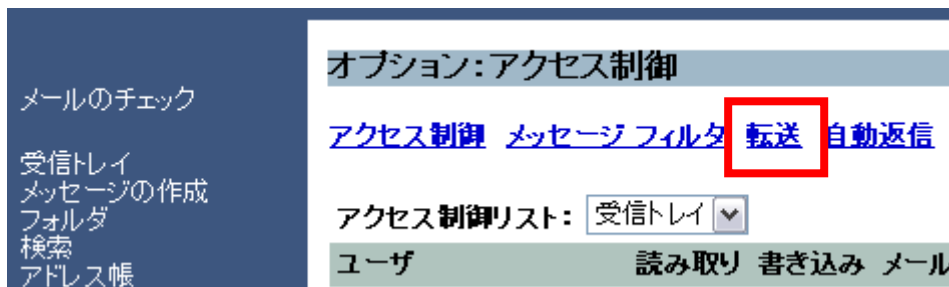 オプション:アクセス制御
メールのチェック
アクセス制御 メッセージ フィルタ 転送 自動返信
受信トレイ
メッセージの作成
フォルダ
検索
アドレス帳
アクセス制御リスト: 受信トレイ
ユーザ 読み取り 書き込み メール